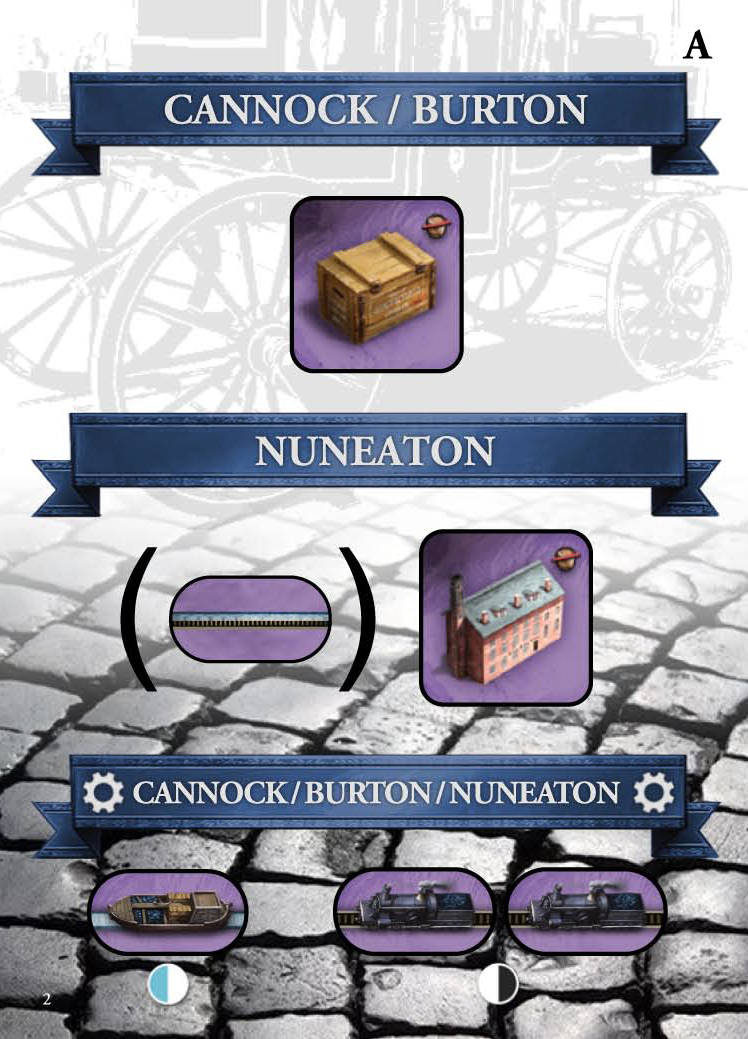 A
CANNOCK / BURTON
NUNEATON
( )
CANNOCK/BURTON/NUNEATON
2